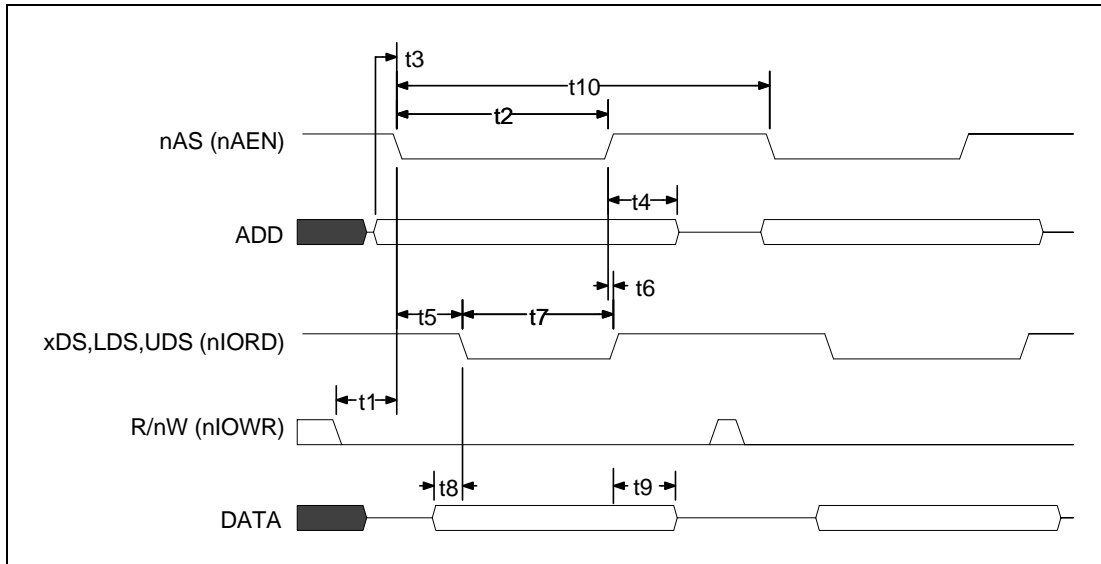 t3
t10
t2
nAS (nAEN)
t4
ADD
t6
t5
t7
xDS,LDS,UDS (nIORD)
t1
R/nW (nIOWR)
t8
t9
DATA